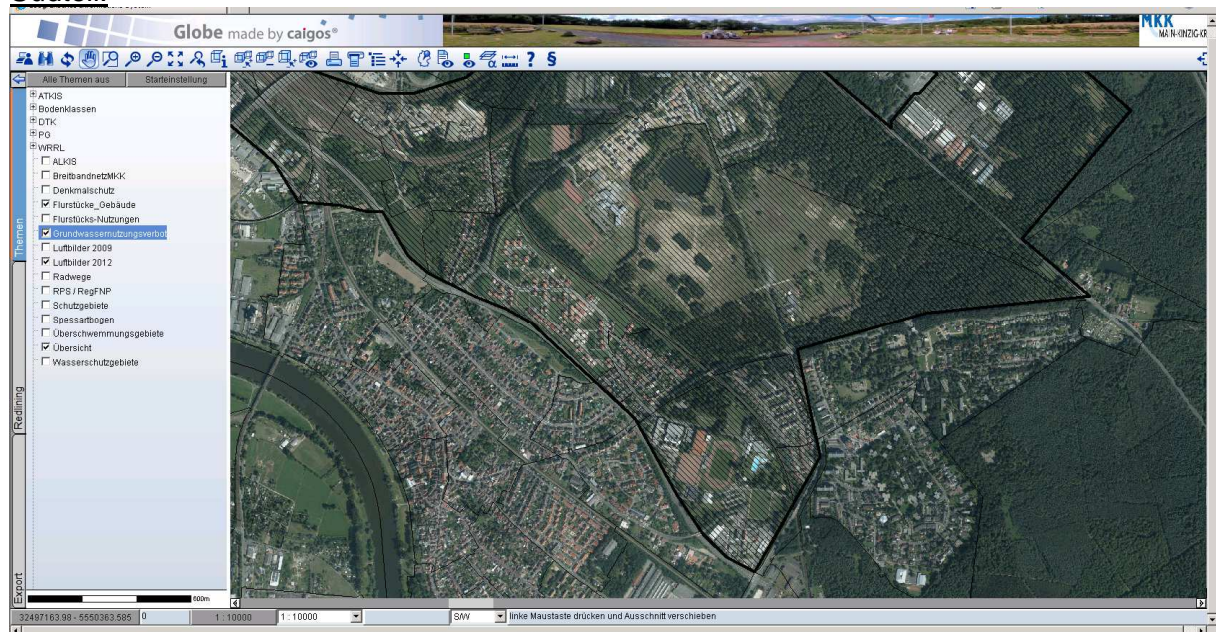 Globe made by caigos®
MKK
MAIN-KINZIG-KR
? §
Alle Themen aus Starteinstellung
ATKIS
Bodenklassen
DTK
PG
WRRL
ALKIS
BreitbandnetzMKK
Denkmalschutz
Flurstücke_Gebäude
Flurstücks-Nutzungen
Grundwassernutzungsverbot
Luftbilder 2009
Luftbilder 2012
Radwege
RPS / RegFNP
Schutzgebiete
Spessartbogen
Überschwemmungsgebiete
Übersicht
Wasserschutzgebiete
Themen
Redlining
Export
600m
32497163.98 - 5550363.585 0 1 : 10000 1 : 10000 S/W linke Maustaste drücken und Ausschnitt verschieben